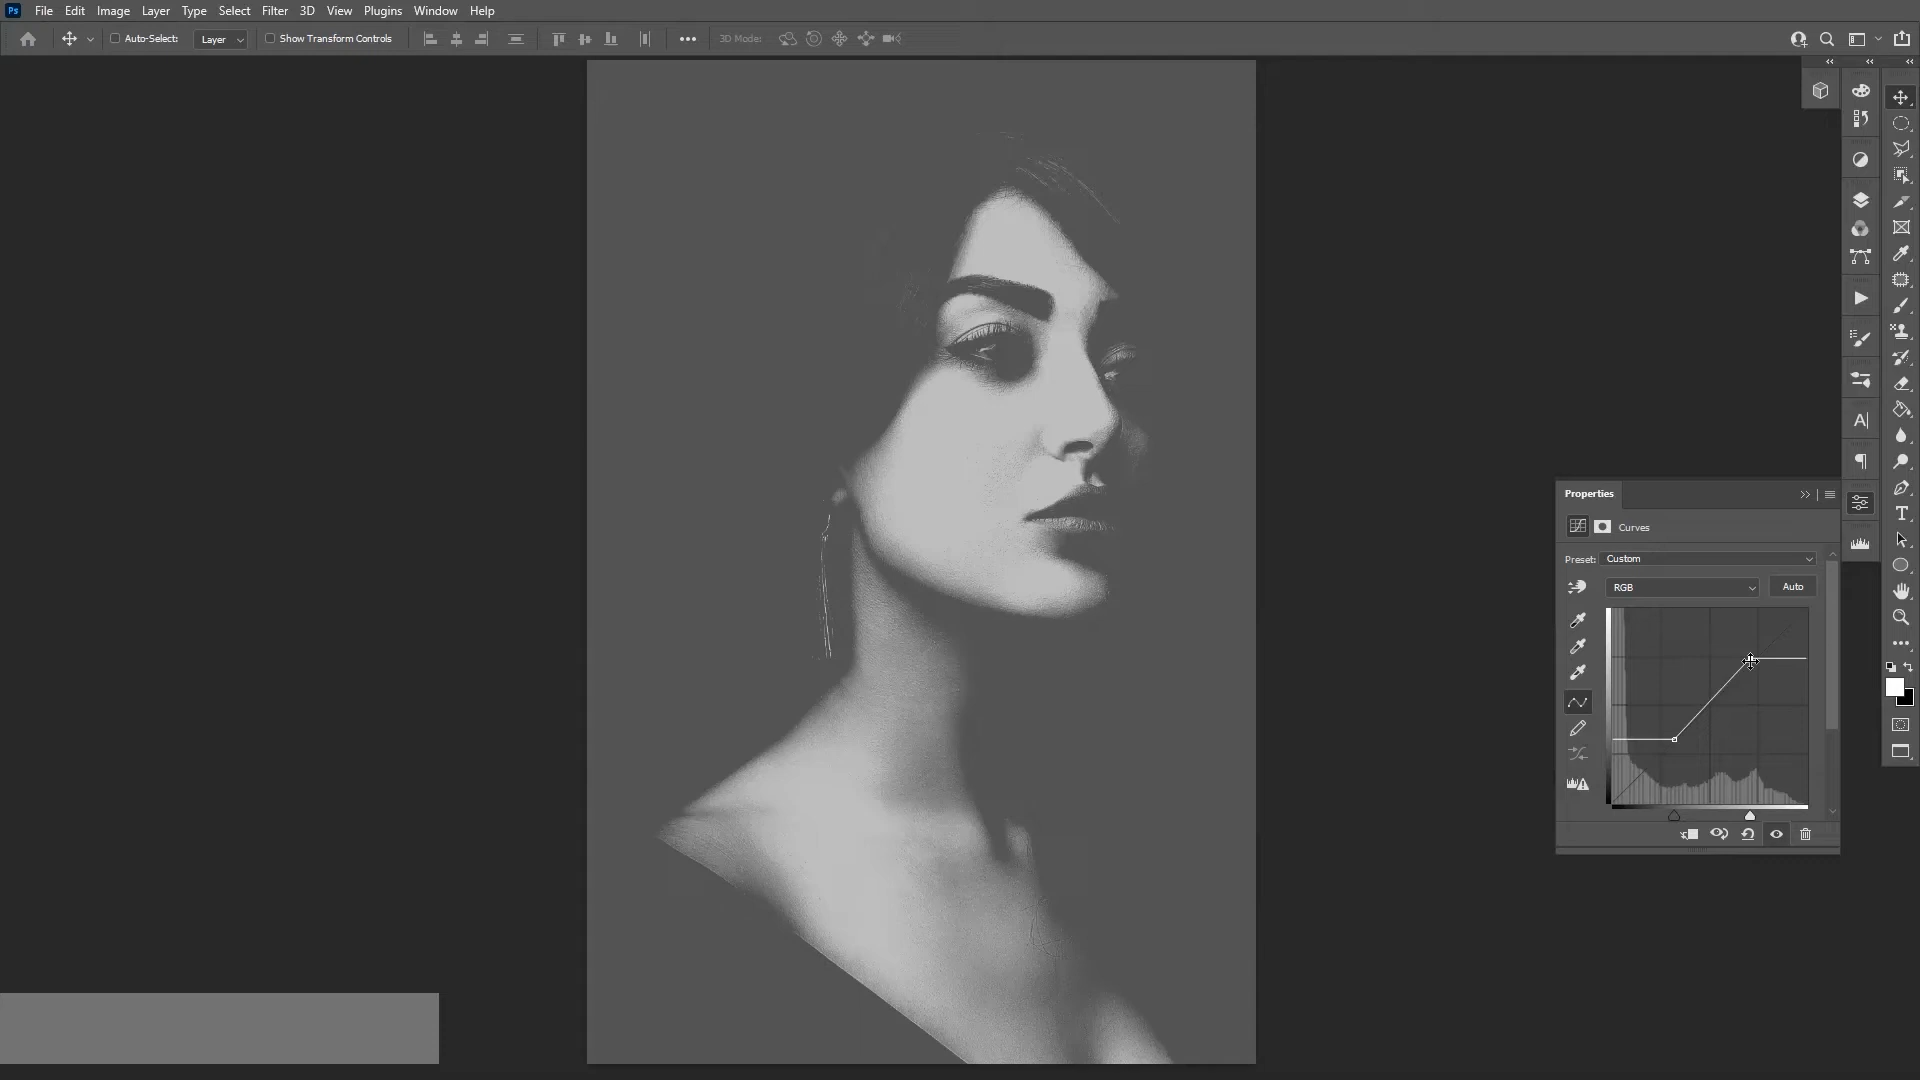 Ps File Edit Image Layer Type Select Filter 3D View Plugins Window Help
Auto-Select: Layer Show Transform Controls 3D Mode:
Properties
Curves
Preset: Custom
RGB Auto